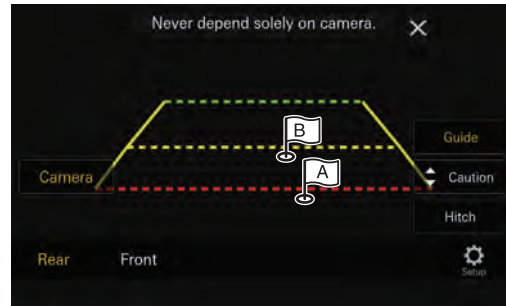 Never depend solely on camera.
B
Guide
A
Camera
Caution
Hitch
Rear
Front
Setup